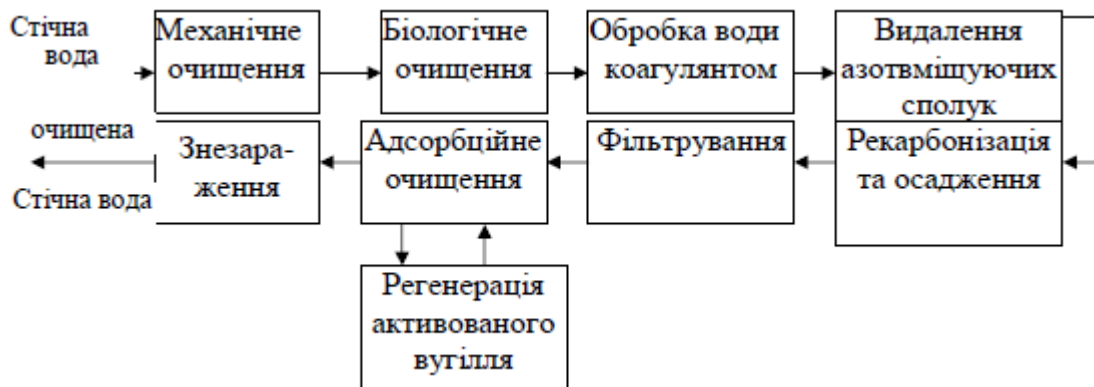 Стічна
вода
Механічне
очищення
Біологічне
очищення
Обробка води
коагулянтом
Видалення
азотвміщуючих
сполук
очищена
Стічна вода
Знезара-
ження
Адсорбційне
очищення
Фільтрування
Рекарбонізація
та осадження
Регенерація
активованого
вугілля